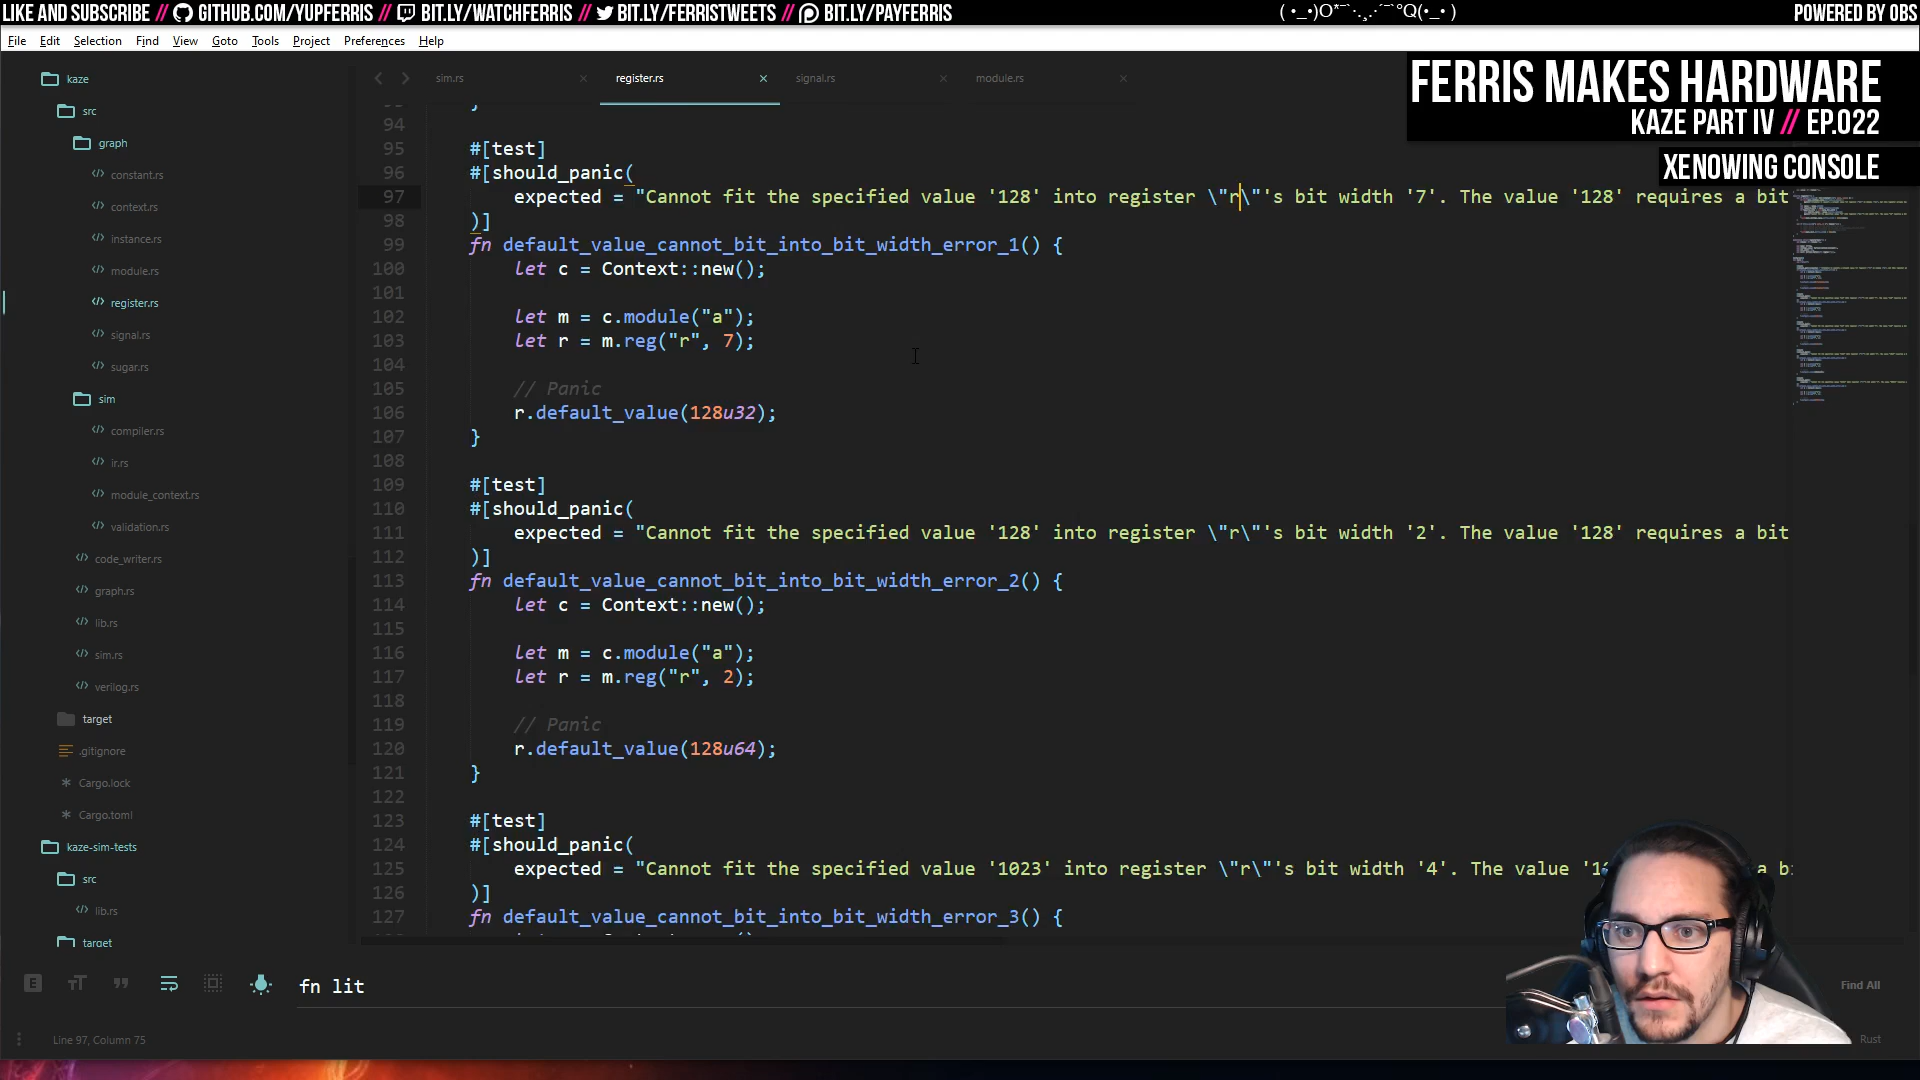 LIKE AND SUBSCRIBE // GITHUB.COM/YUPFERRIS // BIT.LY/WATCHFERRIS // BIT.LY/FERRISTWEETS // BIT.LY/PAYFERRIS
POWERED BY OBS
File Edit Selection Find View Goto Tools Project Preferences Help
FERRIS MAKES HARDWARE
KAZE PART IV // EP.022
XENOWING CONSOLE
kaze
src
graph
constant.rs
context.rs
instance.rs
module.rs
register.rs
signal.rs
sugar.rs
sim
compiler.rs
ir.rs
module_context.rs
validation.rs
code_writer.rs
graph.rs
lib.rs
sim.rs
verilog.rs
target
.gitignore
Cargo.lock
Cargo.toml
kaze-sim-tests
src
lib.rs
target
sim.rs register.rs signal.rs module.rs
94
95 #[test]
96 #[should_panic(
97 expected = "Cannot fit the specified value '128' into register \"r\"'s bit width '7'. The value '128' requires a bit
98 )]
99 fn default_value_cannot_bit_into_bit_width_error_1() {
100 let c = Context::new();
101
102 let m = c.module("a");
103 let r = m.reg("r", 7);
104
105 // Panic
106 r.default_value(128u32);
107 }
108
109 #[test]
110 #[should_panic(
111 expected = "Cannot fit the specified value '128' into register \"r\"'s bit width '2'. The value '128' requires a bit
112 )]
113 fn default_value_cannot_bit_into_bit_width_error_2() {
114 let c = Context::new();
115
116 let m = c.module("a");
117 let r = m.reg("r", 2);
118
119 // Panic
120 r.default_value(128u64);
121 }
122
123 #[test]
124 #[should_panic(
125 expected = "Cannot fit the specified value '1023' into register \"r\"'s bit width '4'. The value
126 )]
127 fn default_value_cannot_bit_into_bit_width_error_3() {
fn lit
Find All
Line 97, Column 75
Rust